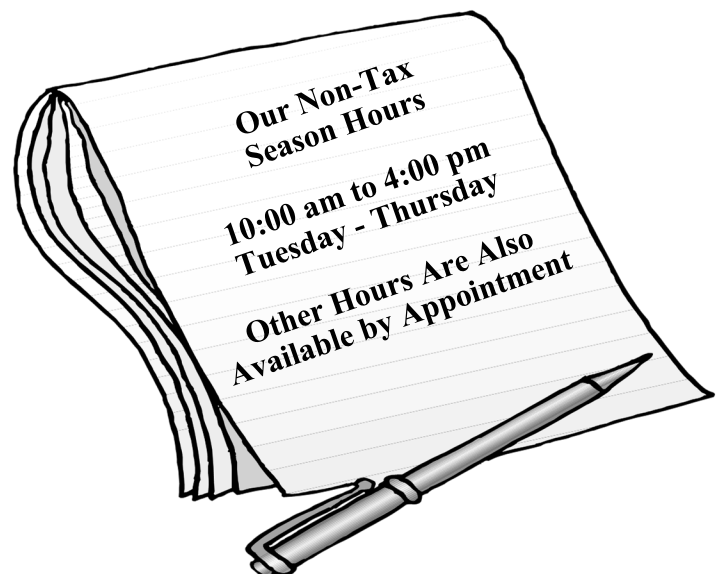 Our Non-Tax
Season Hours
10:00 am to 4:00 pm
Tuesday - Thursday
Other Hours Are Also
Available by Appointment